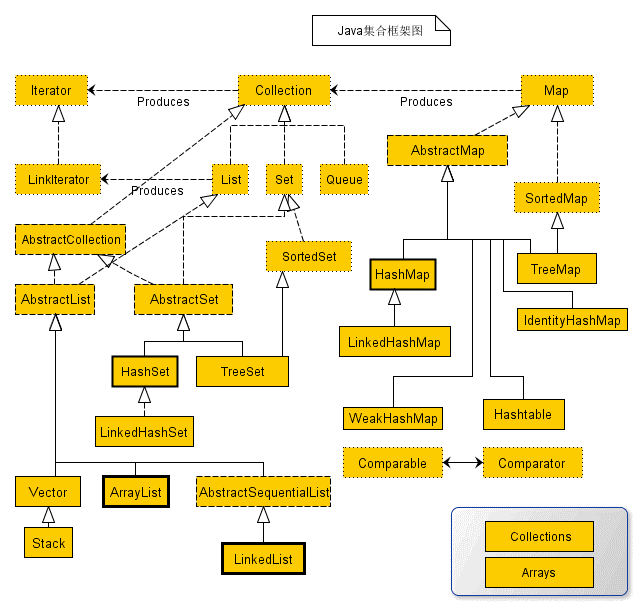 Java集合框架图
Iterator
Produces
Collection
Produces
Map
AbstractMap
LinkIterator
Produces
List
Set
Queue
SortedMap
AbstractCollection
SortedSet
HashMap
TreeMap
AbstractList
AbstractSet
IdentityHashMap
LinkedHashMap
HashSet
TreeSet
WeakHashMap
Hashtable
LinkedHashSet
Comparable
Comparator
Vector
ArrayList
AbstractSequentialList
Stack
LinkedList
Collections
Arrays